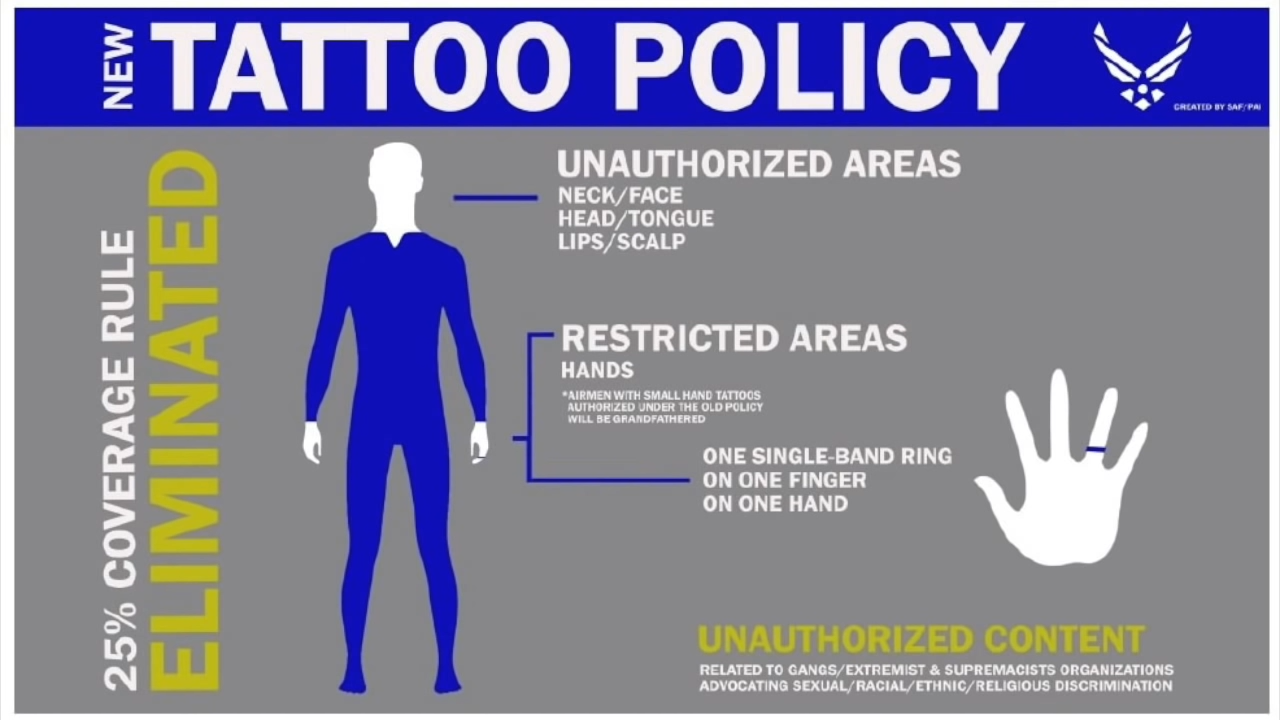 NEW TATTOO POLICY
CREATED BY SAF/PAI
25% COVERAGE RULE
ELIMINATED
UNAUTHORIZED AREAS
NECK/FACE
HEAD/TONGUE
LIPS/SCALP
RESTRICTED AREAS
HANDS
*AIRMEN WITH SMALL HAND TATTOOS
AUTHORIZED UNDER THE OLD POLICY
WILL BE GRANDFATHERED
ONE SINGLE-BAND RING
ON ONE FINGER
ON ONE HAND
UNAUTHORIZED CONTENT
RELATED TO GANGS/EXTREMIST & SUPREMACISTS ORGANIZATIONS
ADVOCATING SEXUAL/RACIAL/ETHNIC/RELIGIOUS DISCRIMINATION